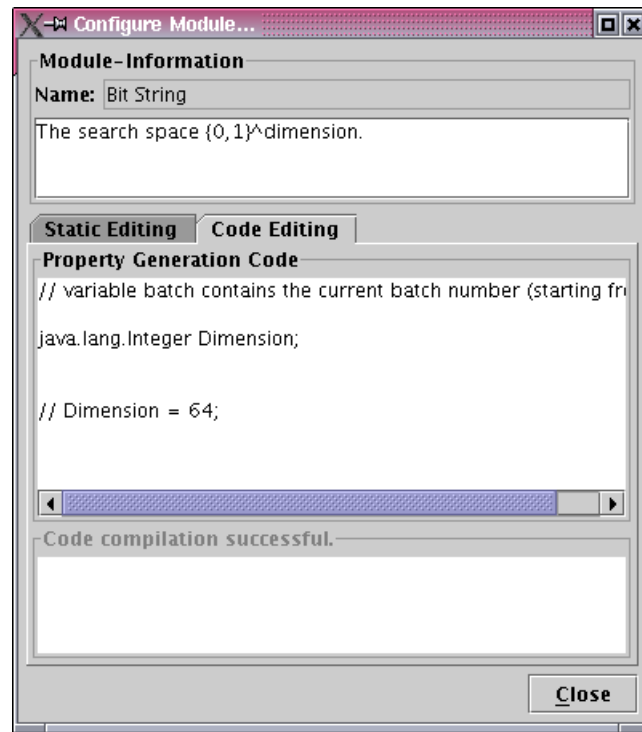 Configure Module...
Module-Information
Name: Bit String
The search space {0,1}^dimension.
Static Editing Code Editing
Property Generation Code
// variable batch contains the current batch number (starting fr
java.lang.Integer Dimension;
// Dimension = 64;
Code compilation successful.
Close